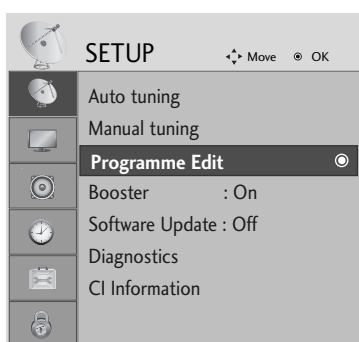 SETUP Move OK
Auto tuning
Manual tuning
Programme Edit
Booster : On
Software Update : Off
Diagnostics
CI Information